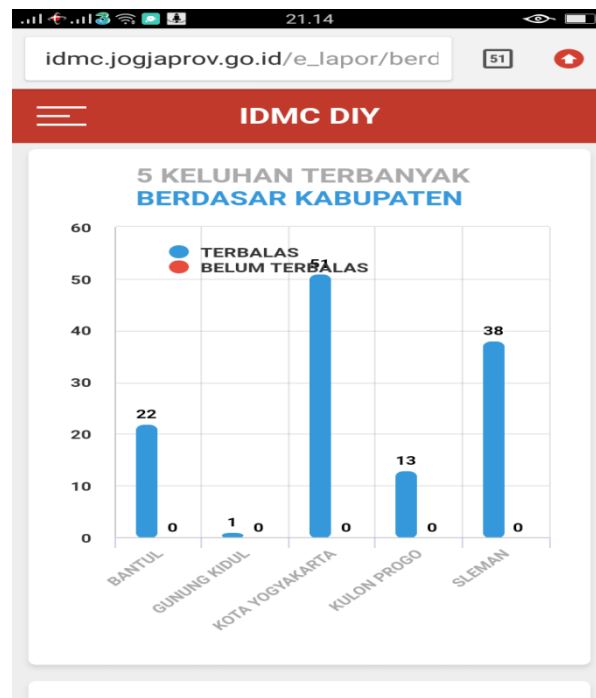 21.14
idmc.jogjaprov.go.id/e_lapor/berd
51
IDMC DIY
5 KELUHAN TERBANYAK
BERDASAR KABUPATEN
TERBALAS
BELUM TERBALAS
60
50
40
30
20
10
0
22
0
1
0
51
0
13
0
38
0
BANTUL
GUNUNG KIDUL
KOTA YOGYAKARTA
KULON PROGO
SLEMAN